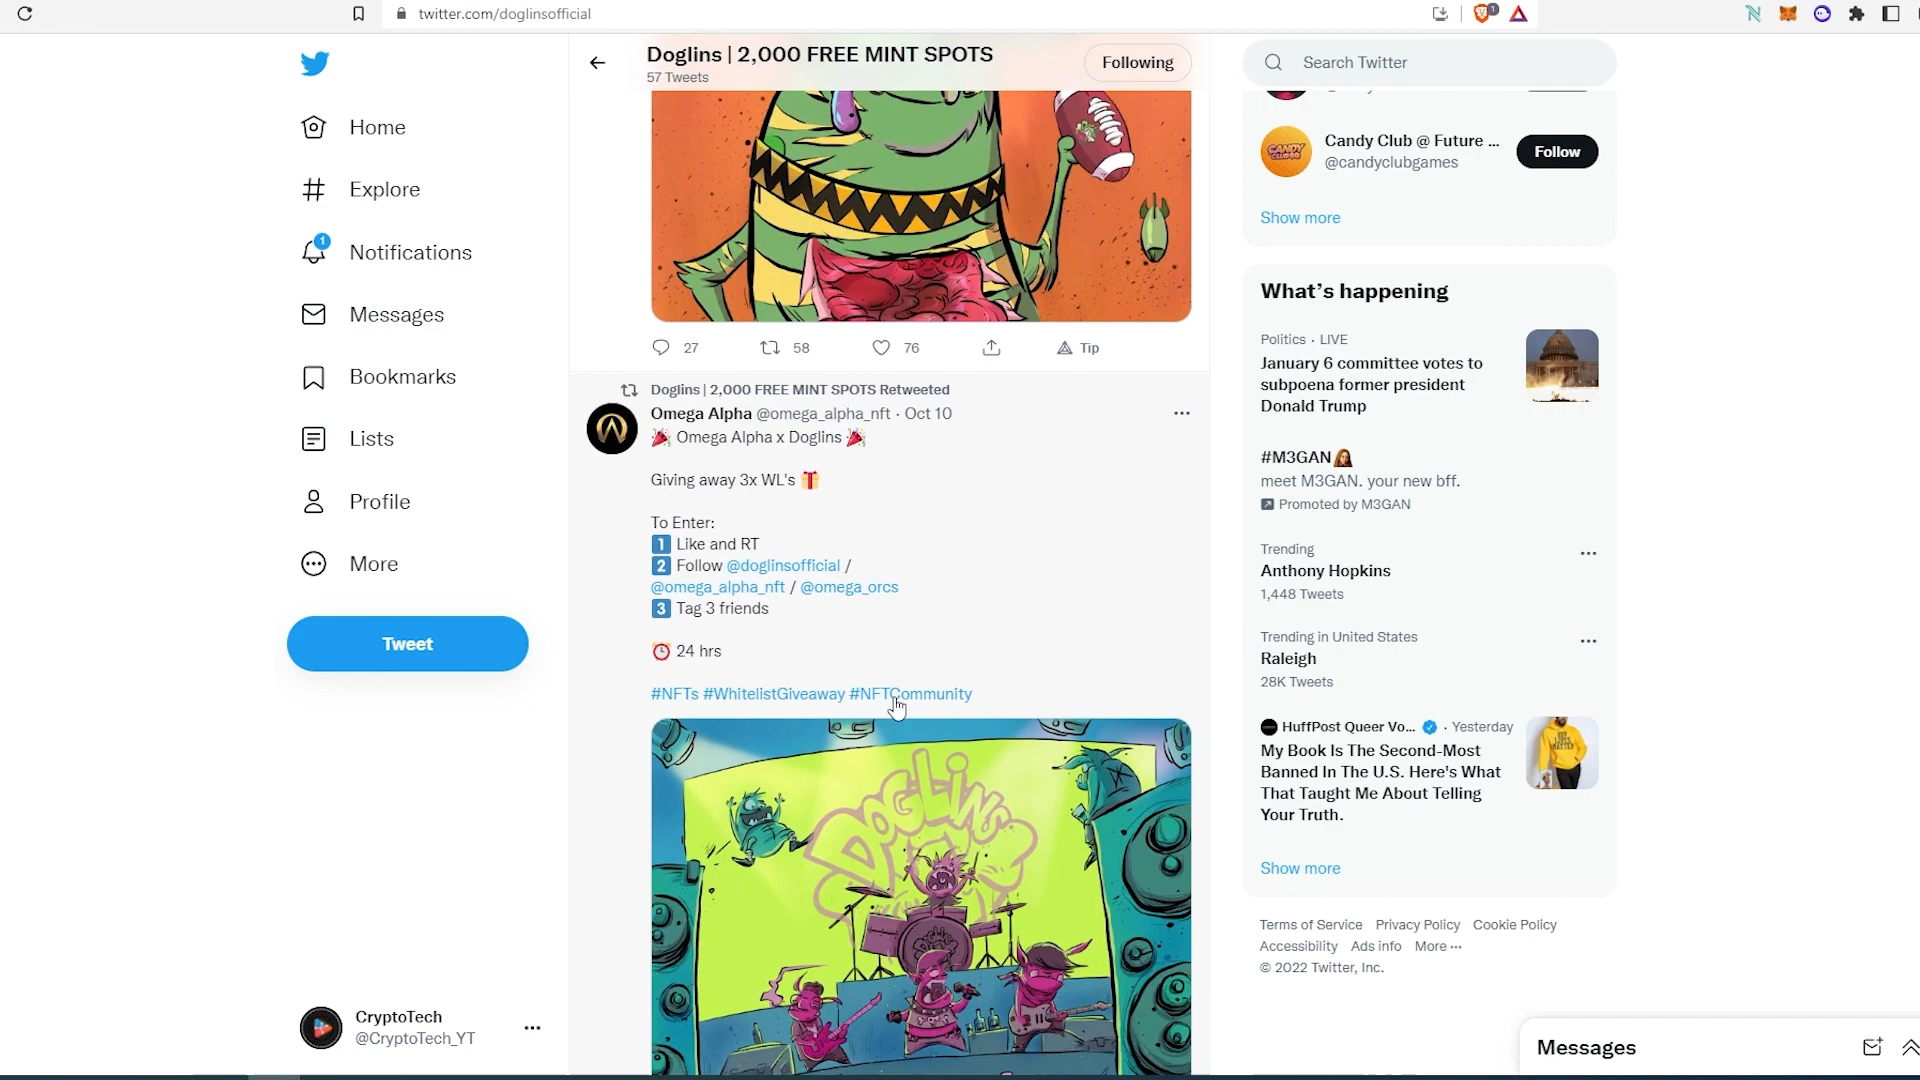 twitter.com/doglinsofficial
1
Home
Explore
1
Notifications
Messages
Bookmarks
Lists
Profile
More
Tweet
CryptoTech
@CryptoTech_YT
Doglins | 2,000 FREE MINT SPOTS
57 Tweets
Following
27
58
76
Tip
Doglins | 2,000 FREE MINT SPOTS Retweeted
Omega Alpha @omega_alpha_nft · Oct 10
🎉 Omega Alpha x Doglins 🎉
Giving away 3x WL's 🎁
To Enter:
1️⃣ Like and RT
2️⃣ Follow @doglinsofficial /
@omega_alpha_nft / @omega_orcs
3️⃣ Tag 3 friends
⏰ 24 hrs
#NFTs #WhitelistGiveaway #NFTCommunity
DOGLINS
Search Twitter
CANDY CLUB
Candy Club @ Future ...
@candyclubgames
Follow
Show more
What's happening
Politics · LIVE
January 6 committee votes to
subpoena former president
Donald Trump
#M3GAN
meet M3GAN. your new bff.
Promoted by M3GAN
Trending
Anthony Hopkins
1,448 Tweets
Trending in United States
Raleigh
28K Tweets
HuffPost Queer Vo... · Yesterday
My Book Is The Second-Most
Banned In The U.S. Here's What
That Taught Me About Telling
Your Truth.
Show more
Terms of Service Privacy Policy Cookie Policy
Accessibility Ads info More ···
© 2022 Twitter, Inc.
Messages